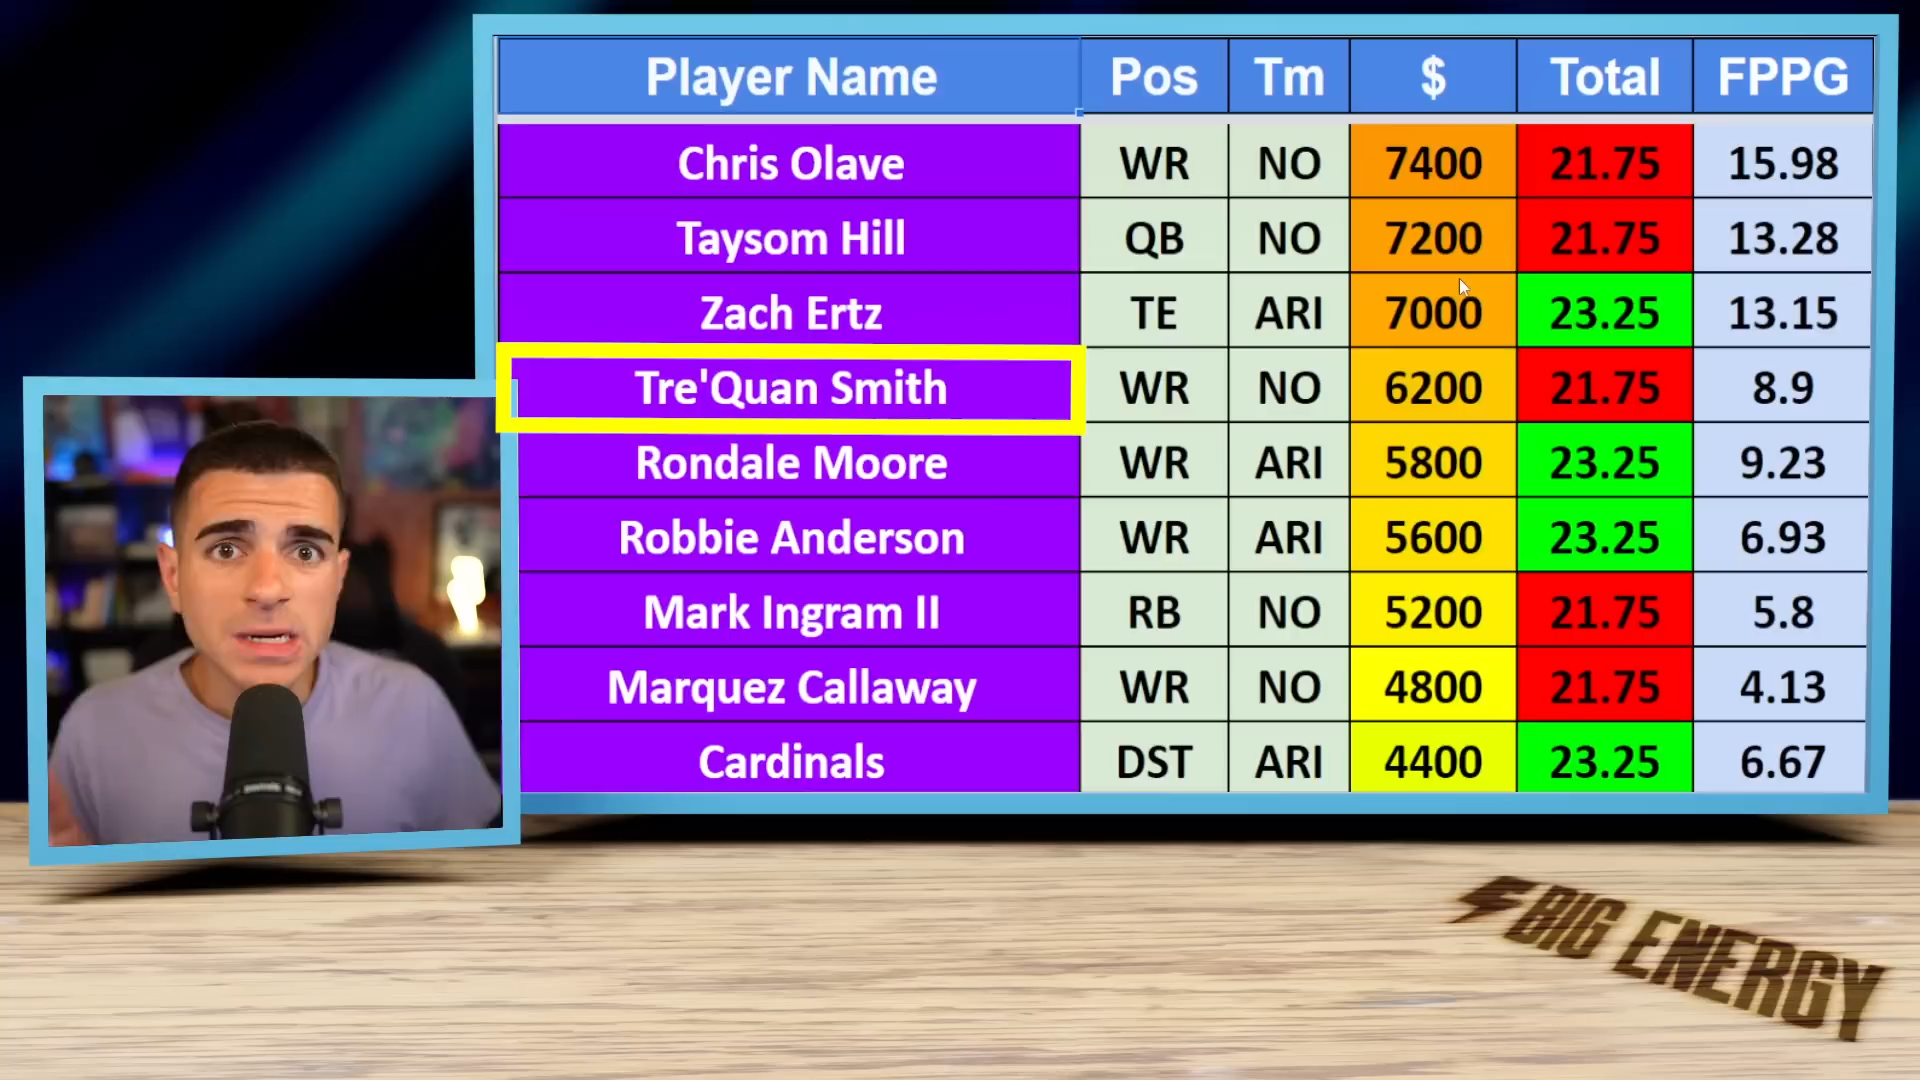 Player Name Pos Tm $ Total FPPG
Chris Olave WR NO 7400 21.75 15.98
Taysom Hill QB NO 7200 21.75 13.28
Zach Ertz TE ARI 7000 23.25 13.15
Tre'Quan Smith WR NO 6200 21.75 8.9
Rondale Moore WR ARI 5800 23.25 9.23
Robbie Anderson WR ARI 5600 23.25 6.93
Mark Ingram II RB NO 5200 21.75 5.8
Marquez Callaway WR NO 4800 21.75 4.13
Cardinals DST ARI 4400 23.25 6.67
BIG ENERGY